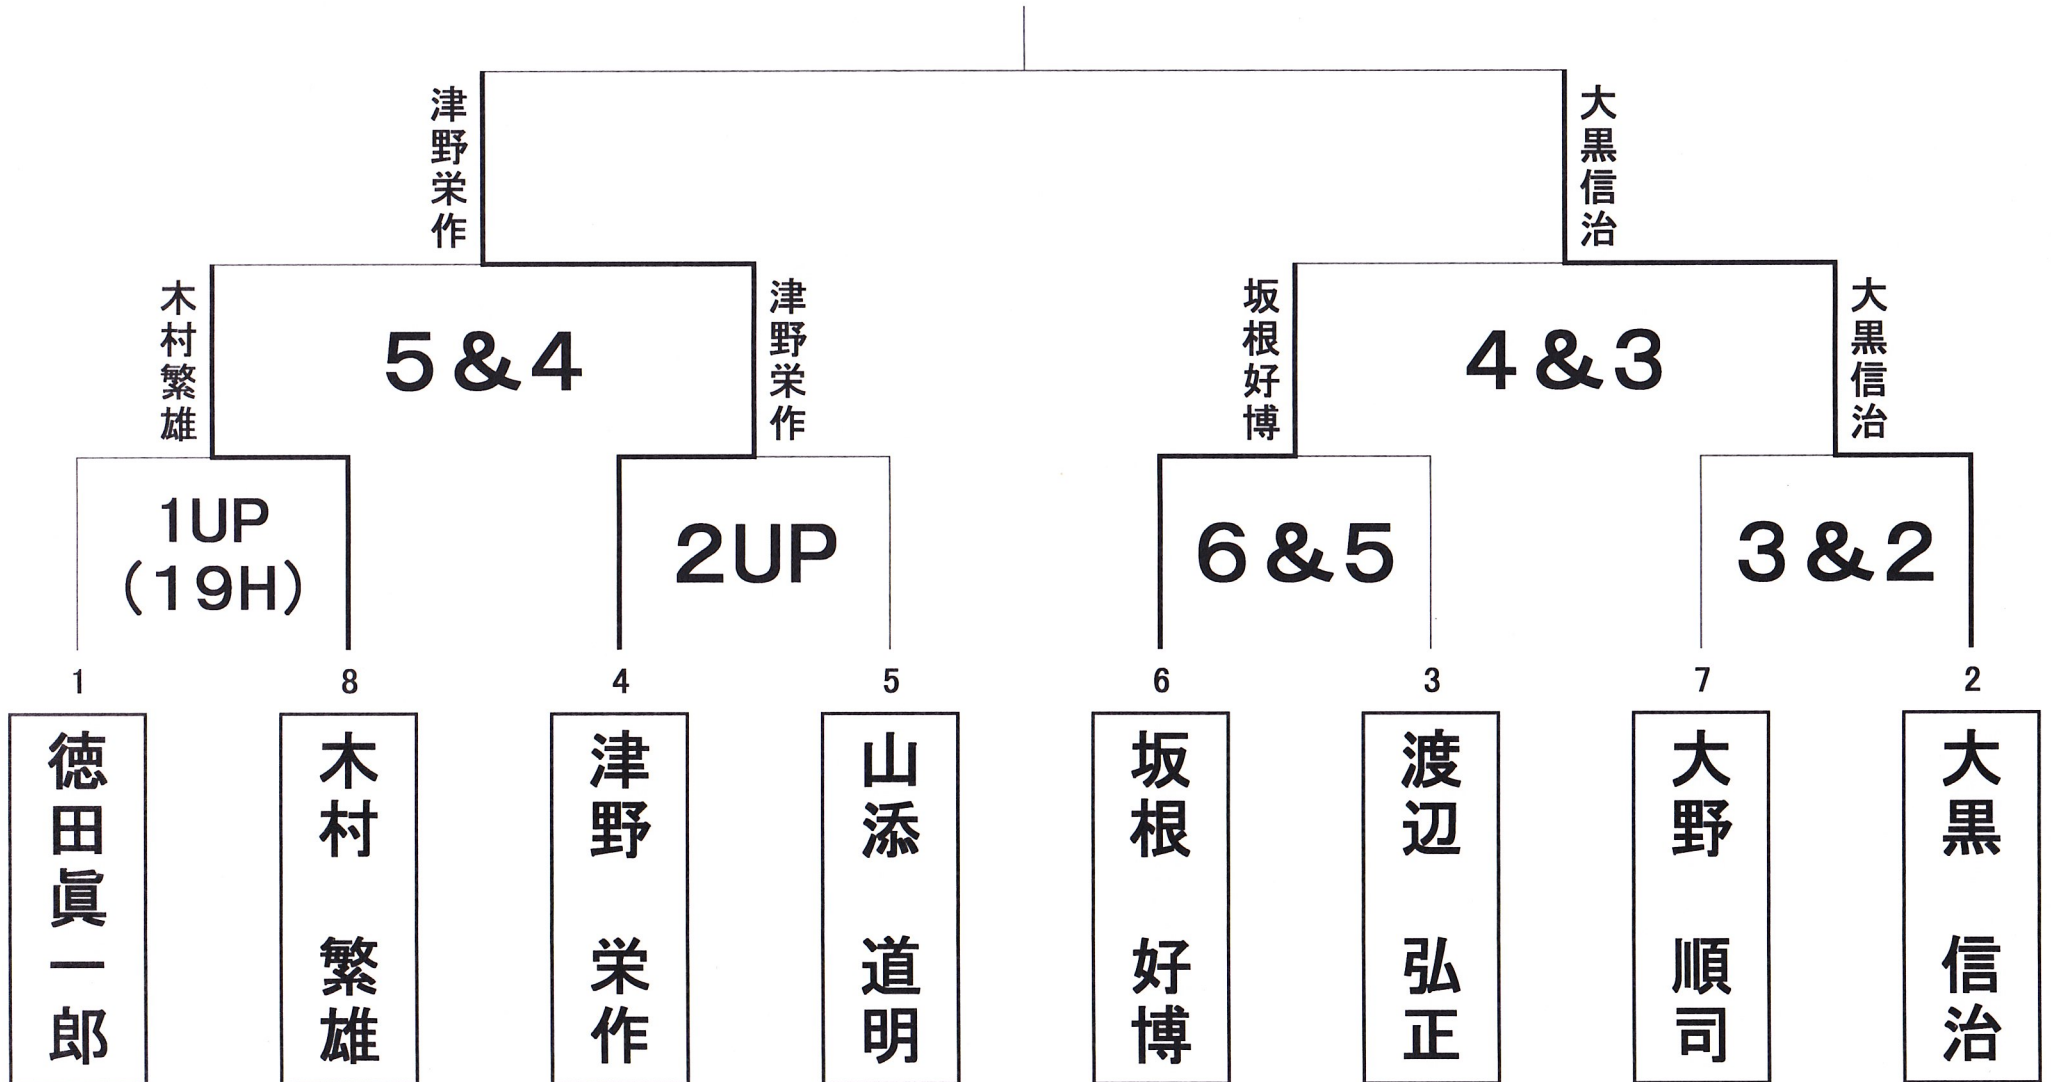 津野栄作
大黒信治
木村繁雄
津野栄作
坂根好博
大黒信治
5&4
4&3
1UP
(19H)
2UP
6&5
3&2
1
8
4
5
6
3
7
2
徳田眞一郎
木村 繁雄
津野 栄作
山添 道明
坂根 好博
渡辺 弘正
大野 順司
大黒 信治